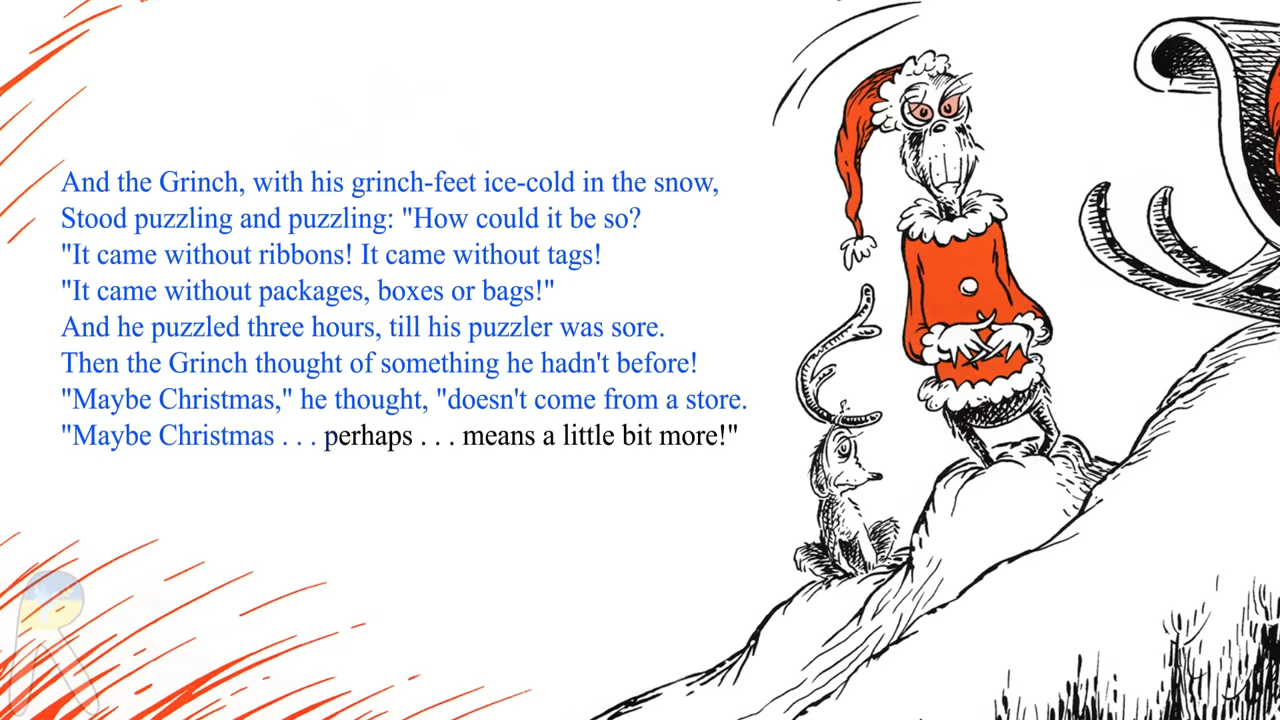 And the Grinch, with his grinch-feet ice-cold in the snow,
Stood puzzling and puzzling: "How could it be so?
"It came without ribbons! It came without tags!
"It came without packages, boxes or bags!"
And he puzzled three hours, till his puzzler was sore.
Then the Grinch thought of something he hadn't before!
"Maybe Christmas," he thought, "doesn't come from a store.
"Maybe Christmas . . . perhaps . . . means a little bit more!"